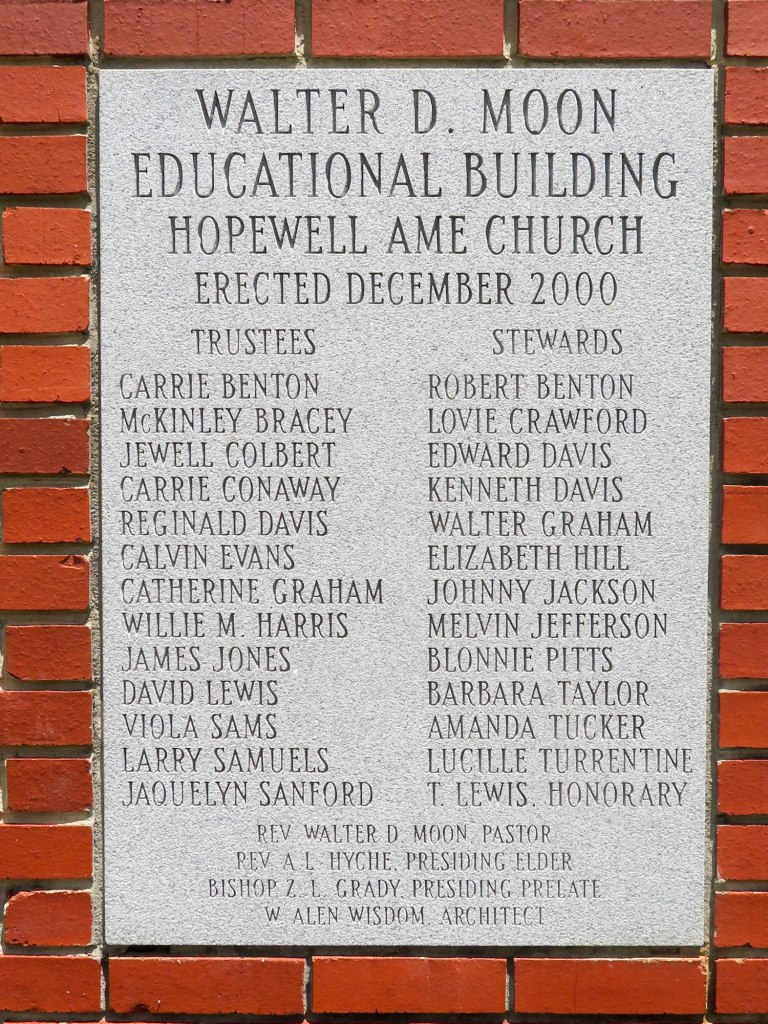 WALTER D. MOON
EDUCATIONAL BUILDING
HOPEWELL AME CHURCH
ERECTED DECEMBER 2000
TRUSTEES
CARRIE BENTON
McKINLEY BRACEY
JEWELL COLBERT
CARRIE CONAWAY
REGINALD DAVIS
CALVIN EVANS
CATHERINE GRAHAM
WILLIE M. HARRIS
JAMES JONES
DAVID LEWIS
VIOLA SAMS
LARRY SAMUELS
JAQUELYN SANFORD
STEWARDS
ROBERT BENTON
LOVIE CRAWFORD
EDWARD DAVIS
KENNETH DAVIS
WALTER GRAHAM
ELIZABETH HILL
JOHNNY JACKSON
MELVIN JEFFERSON
BLONNIE PITTS
BARBARA TAYLOR
AMANDA TUCKER
LUCILLE TURRENTINE
T. LEWIS, HONORARY
REV WALTER D. MOON, PASTOR
REV A. L. HYCHE, PRESIDING ELDER
BISHOP Z. L. GRADY, PRESIDING PRELATE
W. ALEN WISDOM, ARCHITECT